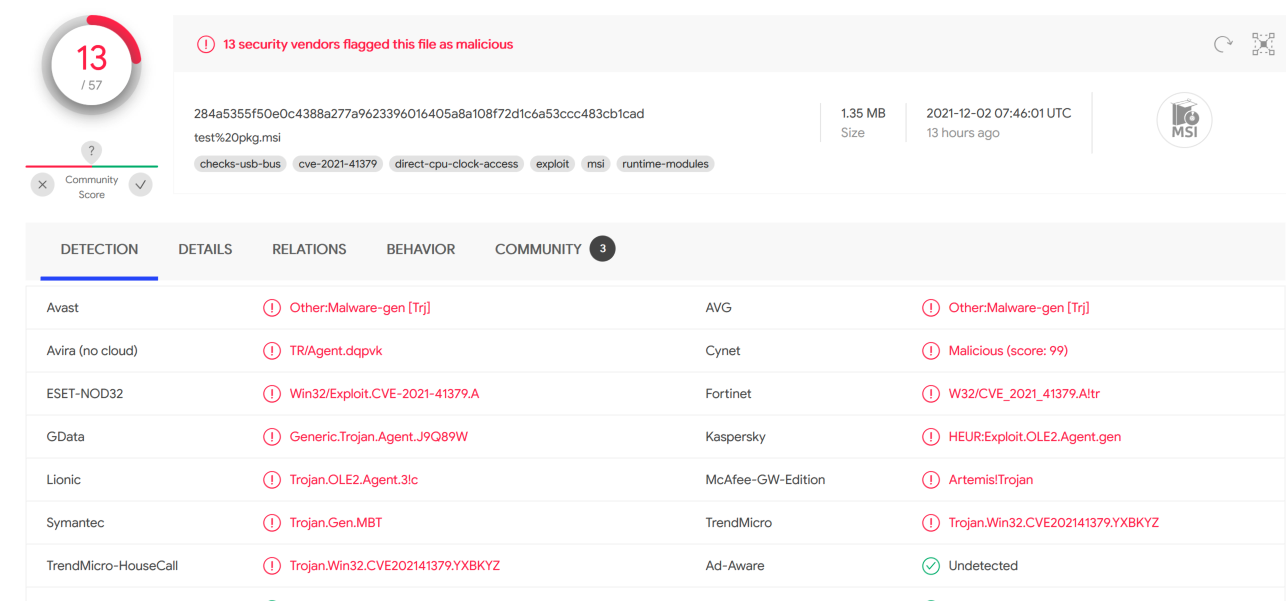 13
/ 57
?
Community
Score
13 security vendors flagged this file as malicious
284a5355f50e0c4388a277a9623396016405a8a108f72d1c6a53ccc483cb1cad
test%20pkg.msi
checks-usb-bus cve-2021-41379 direct-cpu-clock-access exploit msi runtime-modules
1.35 MB
Size
2021-12-02 07:46:01 UTC
13 hours ago
MSI
DETECTION DETAILS RELATIONS BEHAVIOR COMMUNITY 3
Avast Other:Malware-gen [Trj] AVG Other:Malware-gen [Trj]
Avira (no cloud) TR/Agent.dqpvk Cynet Malicious (score: 99)
ESET-NOD32 Win32/Exploit.CVE-2021-41379.A Fortinet W32/CVE_2021_41379.A!tr
GData Generic.Trojan.Agent.J9Q89W Kaspersky HEUR:Exploit.OLE2.Agent.gen
Lionic Trojan.OLE2.Agent.3!c McAfee-GW-Edition Artemis!Trojan
Symantec Trojan.Gen.MBT TrendMicro Trojan.Win32.CVE202141379.YXBKYZ
TrendMicro-HouseCall Trojan.Win32.CVE202141379.YXBKYZ Ad-Aware Undetected